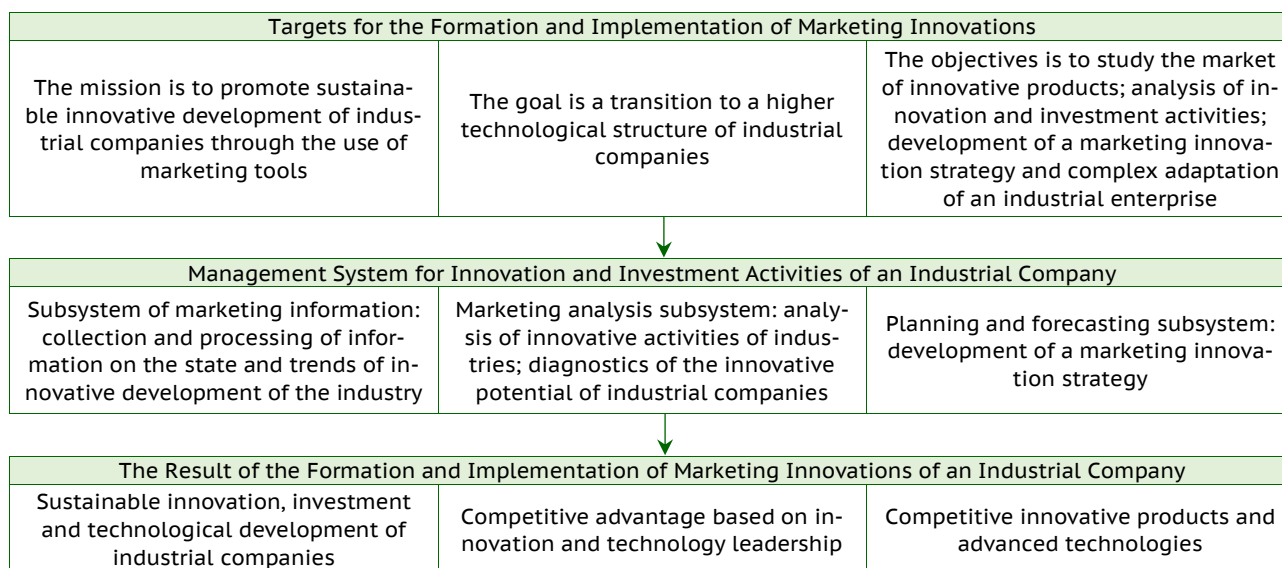 Targets for the Formation and Implementation of Marketing Innovations
The mission is to promote sustaina-
ble innovative development of indus-
trial companies through the use of
marketing tools
The goal is a transition to a higher
technological structure of industrial
companies
The objectives is to study the market
of innovative products; analysis of in-
novation and investment activities;
development of a marketing innova-
tion strategy and complex adaptation
of an industrial enterprise
Management System for Innovation and Investment Activities of an Industrial Company
Subsystem of marketing information:
collection and processing of infor-
mation on the state and trends of in-
novative development of the industry
Marketing analysis subsystem: analy-
sis of innovative activities of indus-
tries; diagnostics of the innovative
potential of industrial companies
Planning and forecasting subsystem:
development of a marketing innova-
tion strategy
The Result of the Formation and Implementation of Marketing Innovations of an Industrial Company
Sustainable innovation, investment
and technological development of
industrial companies
Competitive advantage based on in-
novation and technology leadership
Competitive innovative products and
advanced technologies